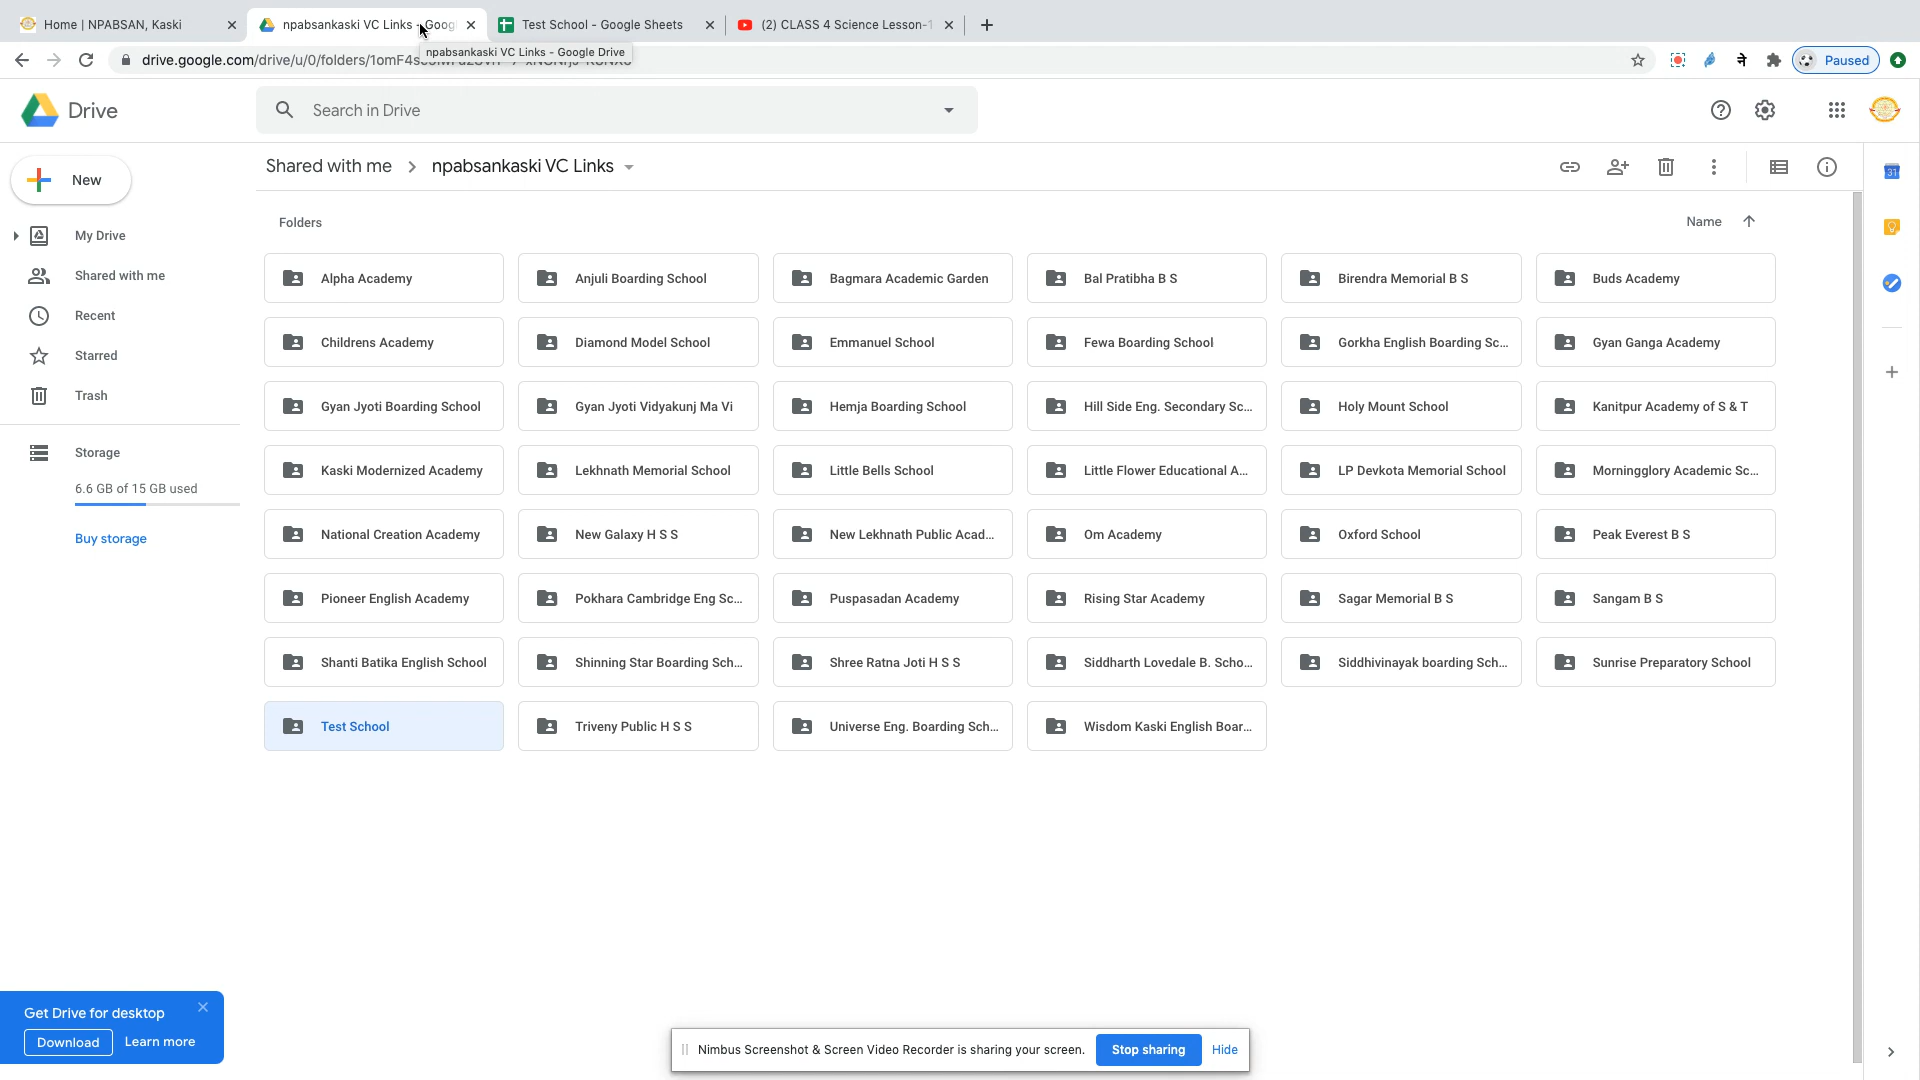 Home | NPABSAN, Kaski
npabsankaski VC Links - Goog
Test School - Google Sheets
(2) CLASS 4 Science Lesson-1
npabsankaski VC Links - Google Drive
drive.google.com/drive/u/0/folders/
Paused
Drive
Search in Drive
New
Shared with me
npabsankaski VC Links
31
My Drive
Shared with me
Recent
Starred
Trash
Storage
6.6 GB of 15 GB used
Buy storage
Folders
Name
Alpha Academy
Anjuli Boarding School
Bagmara Academic Garden
Bal Pratibha B S
Birendra Memorial B S
Buds Academy
Childrens Academy
Diamond Model School
Emmanuel School
Fewa Boarding School
Gorkha English Boarding Sc...
Gyan Ganga Academy
Gyan Jyoti Boarding School
Gyan Jyoti Vidyakunj Ma Vi
Hemja Boarding School
Hill Side Eng. Secondary Sc...
Holy Mount School
Kanitpur Academy of S & T
Kaski Modernized Academy
Lekhnath Memorial School
Little Bells School
Little Flower Educational A...
LP Devkota Memorial School
Morningglory Academic Sc...
National Creation Academy
New Galaxy H S S
New Lekhnath Public Acad...
Om Academy
Oxford School
Peak Everest B S
Pioneer English Academy
Pokhara Cambridge Eng Sc...
Puspasadan Academy
Rising Star Academy
Sagar Memorial B S
Sangam B S
Shanti Batika English School
Shinning Star Boarding Sch...
Shree Ratna Joti H S S
Siddharth Lovedale B. Scho...
Siddhivinayak boarding Sch...
Sunrise Preparatory School
Test School
Triveny Public H S S
Universe Eng. Boarding Sch...
Wisdom Kaski English Boar...
Get Drive for desktop
Download
Learn more
Nimbus Screenshot & Screen Video Recorder is sharing your screen.
Stop sharing
Hide